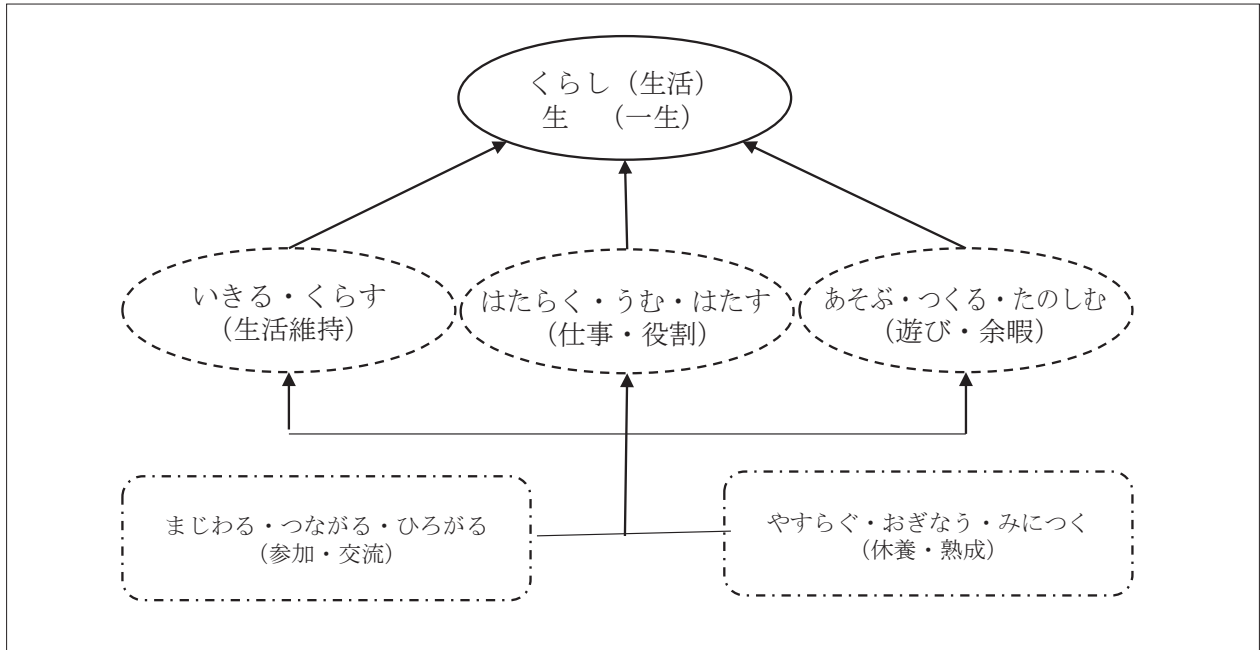 くらし（生活）
生　（一生）
いきる・くらす
（生活維持）
はたらく・うむ・はたす
（仕事・役割）
あそぶ・つくる・たのしむ
（遊び・余暇）
まじわる・つながる・ひろがる
（参加・交流）
やすらぐ・おぎなう・みにつく
（休養・熟成）